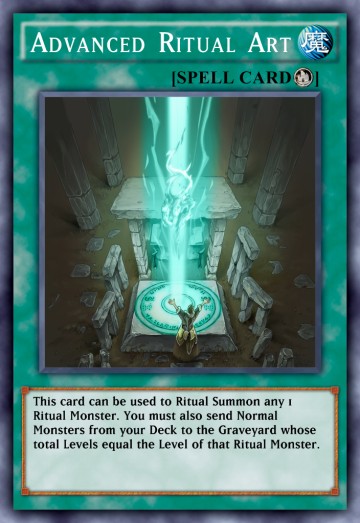 Advanced Ritual Art 魔
[SPELL CARD]
This card can be used to Ritual Summon any 1
Ritual Monster. You must also send Normal
Monsters from your Deck to the Graveyard whose
total Levels equal the Level of that Ritual Monster.